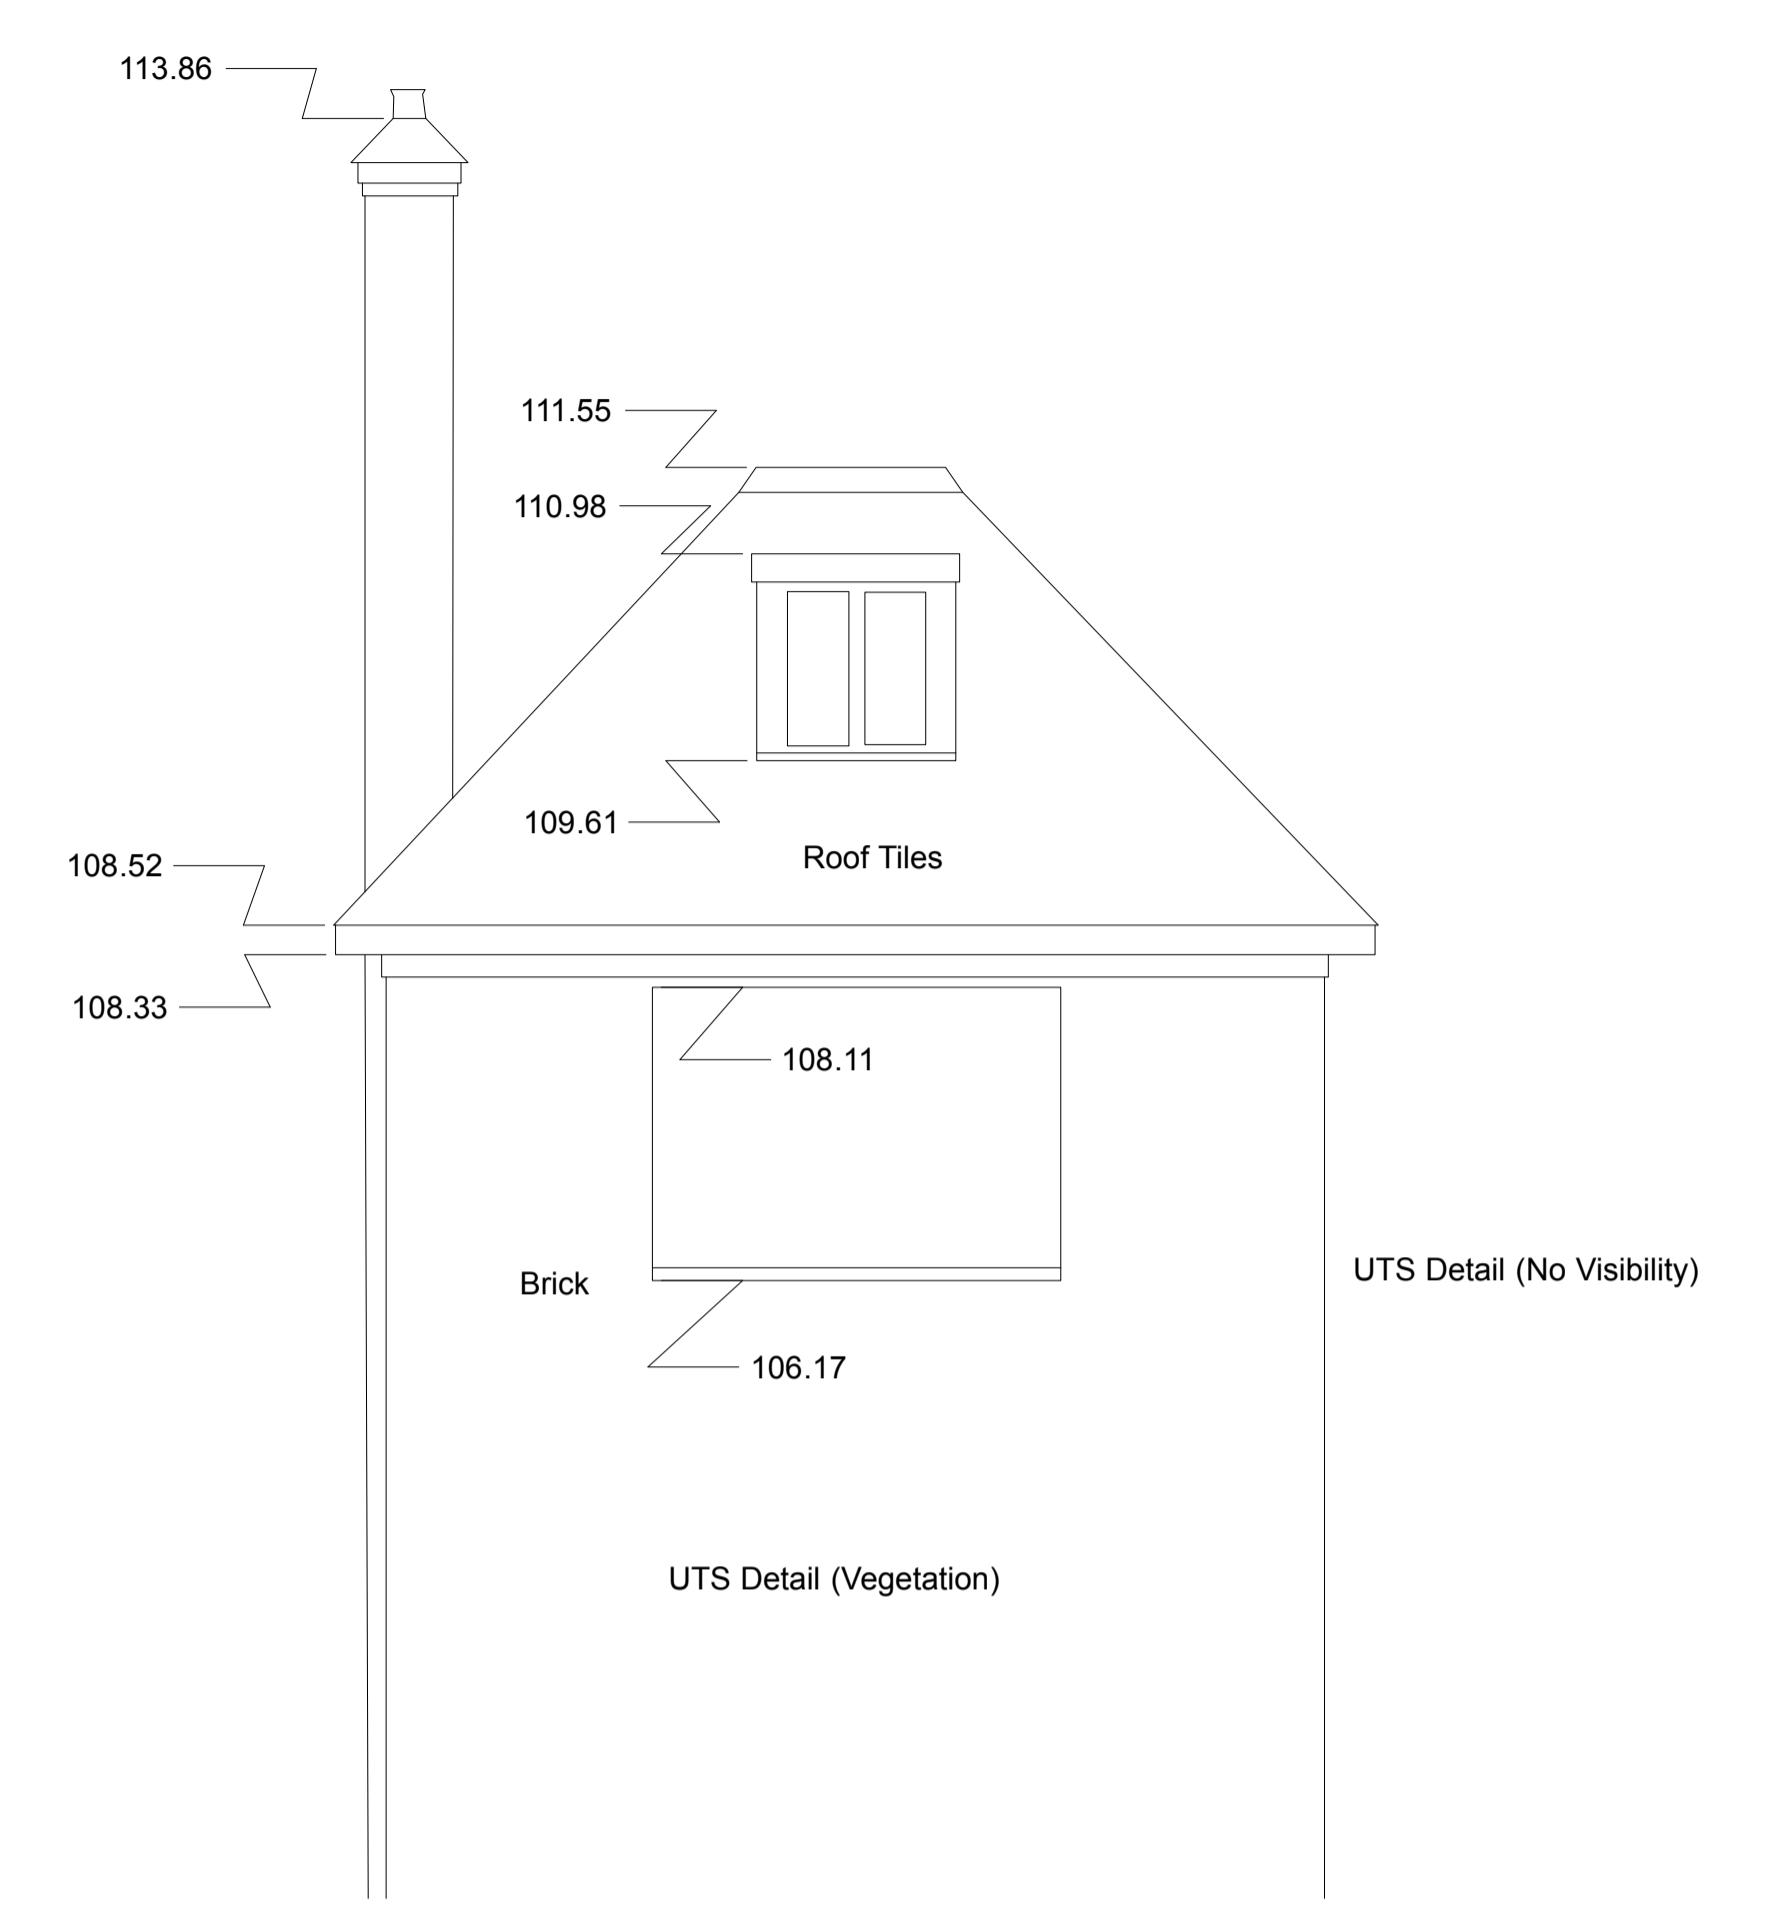 113.86
111.55
110.98
109.61
Roof Tiles
108.52
108.33
108.11
UTS Detail (No Visibility)
Brick
106.17
UTS Detail (Vegetation)